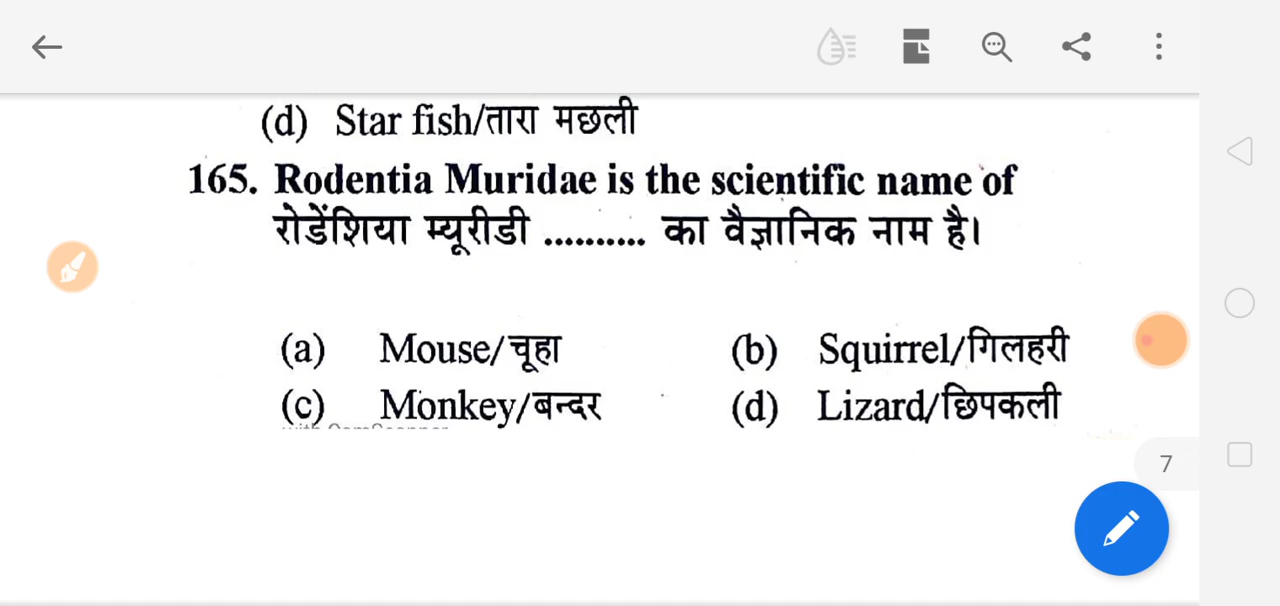 (d) Star fish/तारा मछली
165. Rodentia Muridae is the scientific name of
रोडेंशिया म्यूरीडी .......... का वैज्ञानिक नाम है।
(a) Mouse/चूहा (b) Squirrel/गिलहरी
(c) Monkey/बन्दर (d) Lizard/छिपकली
7